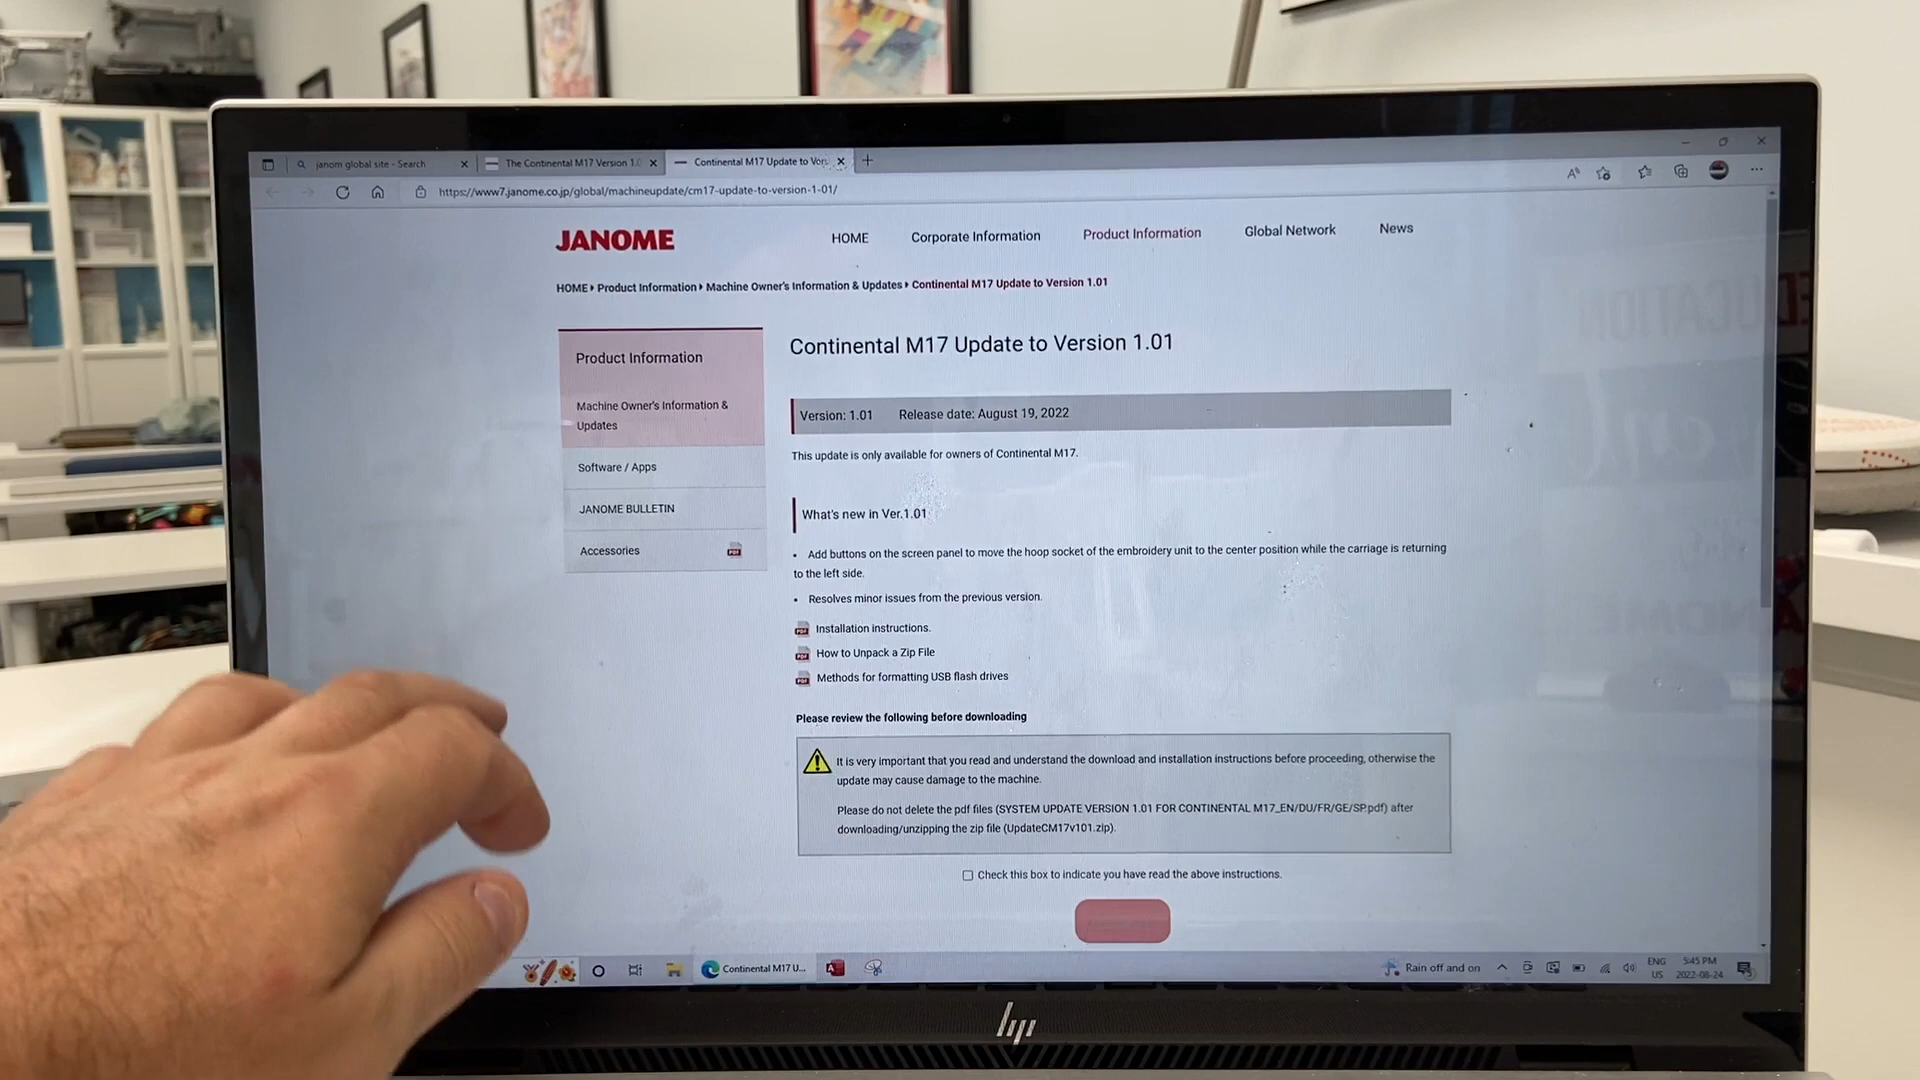 janom global site - Search
The Continental M17 Version 1.0
Continental M17 Update to Vers
https://www7.janome.co.jp/global/machineupdate/cm17-update-to-version-1-01/
JANOME
HOME
Corporate Information
Product Information
Global Network
News
HOME Product Information Machine Owner's Information & Updates Continental M17 Update to Version 1.01
Product Information
Machine Owner's Information &
Updates
Software / Apps
JANOME BULLETIN
Accessories
PDF
Continental M17 Update to Version 1.01
Version: 1.01 Release date: August 19, 2022
This update is only available for owners of Continental M17.
What's new in Ver.1.01
• Add buttons on the screen panel to move the hoop socket of the embroidery unit to the center position while the carriage is returning
to the left side.
• Resolves minor issues from the previous version.
PDF Installation instructions.
PDF How to Unpack a Zip File
PDF Methods for formatting USB flash drives
Please review the following before downloading
It is very important that you read and understand the download and installation instructions before proceeding, otherwise the
update may cause damage to the machine.
Please do not delete the pdf files (SYSTEM UPDATE VERSION 1.01 FOR CONTINENTAL M17_EN/DU/FR/GE/SP.pdf) after
downloading/unzipping the zip file (UpdateCM17v101.zip).
Check this box to indicate you have read the above instructions.
Continental M17 U...
Rain off and on
ENG
US
5:45 PM
2022-08-24
hp